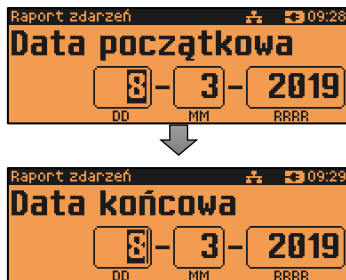 Raport zdarzeń 09:28
Data początkowa
8-3-2019
DD MM RRRR
Raport zdarzeń 09:29
Data końcowa
8-3-2019
DD MM RRRR